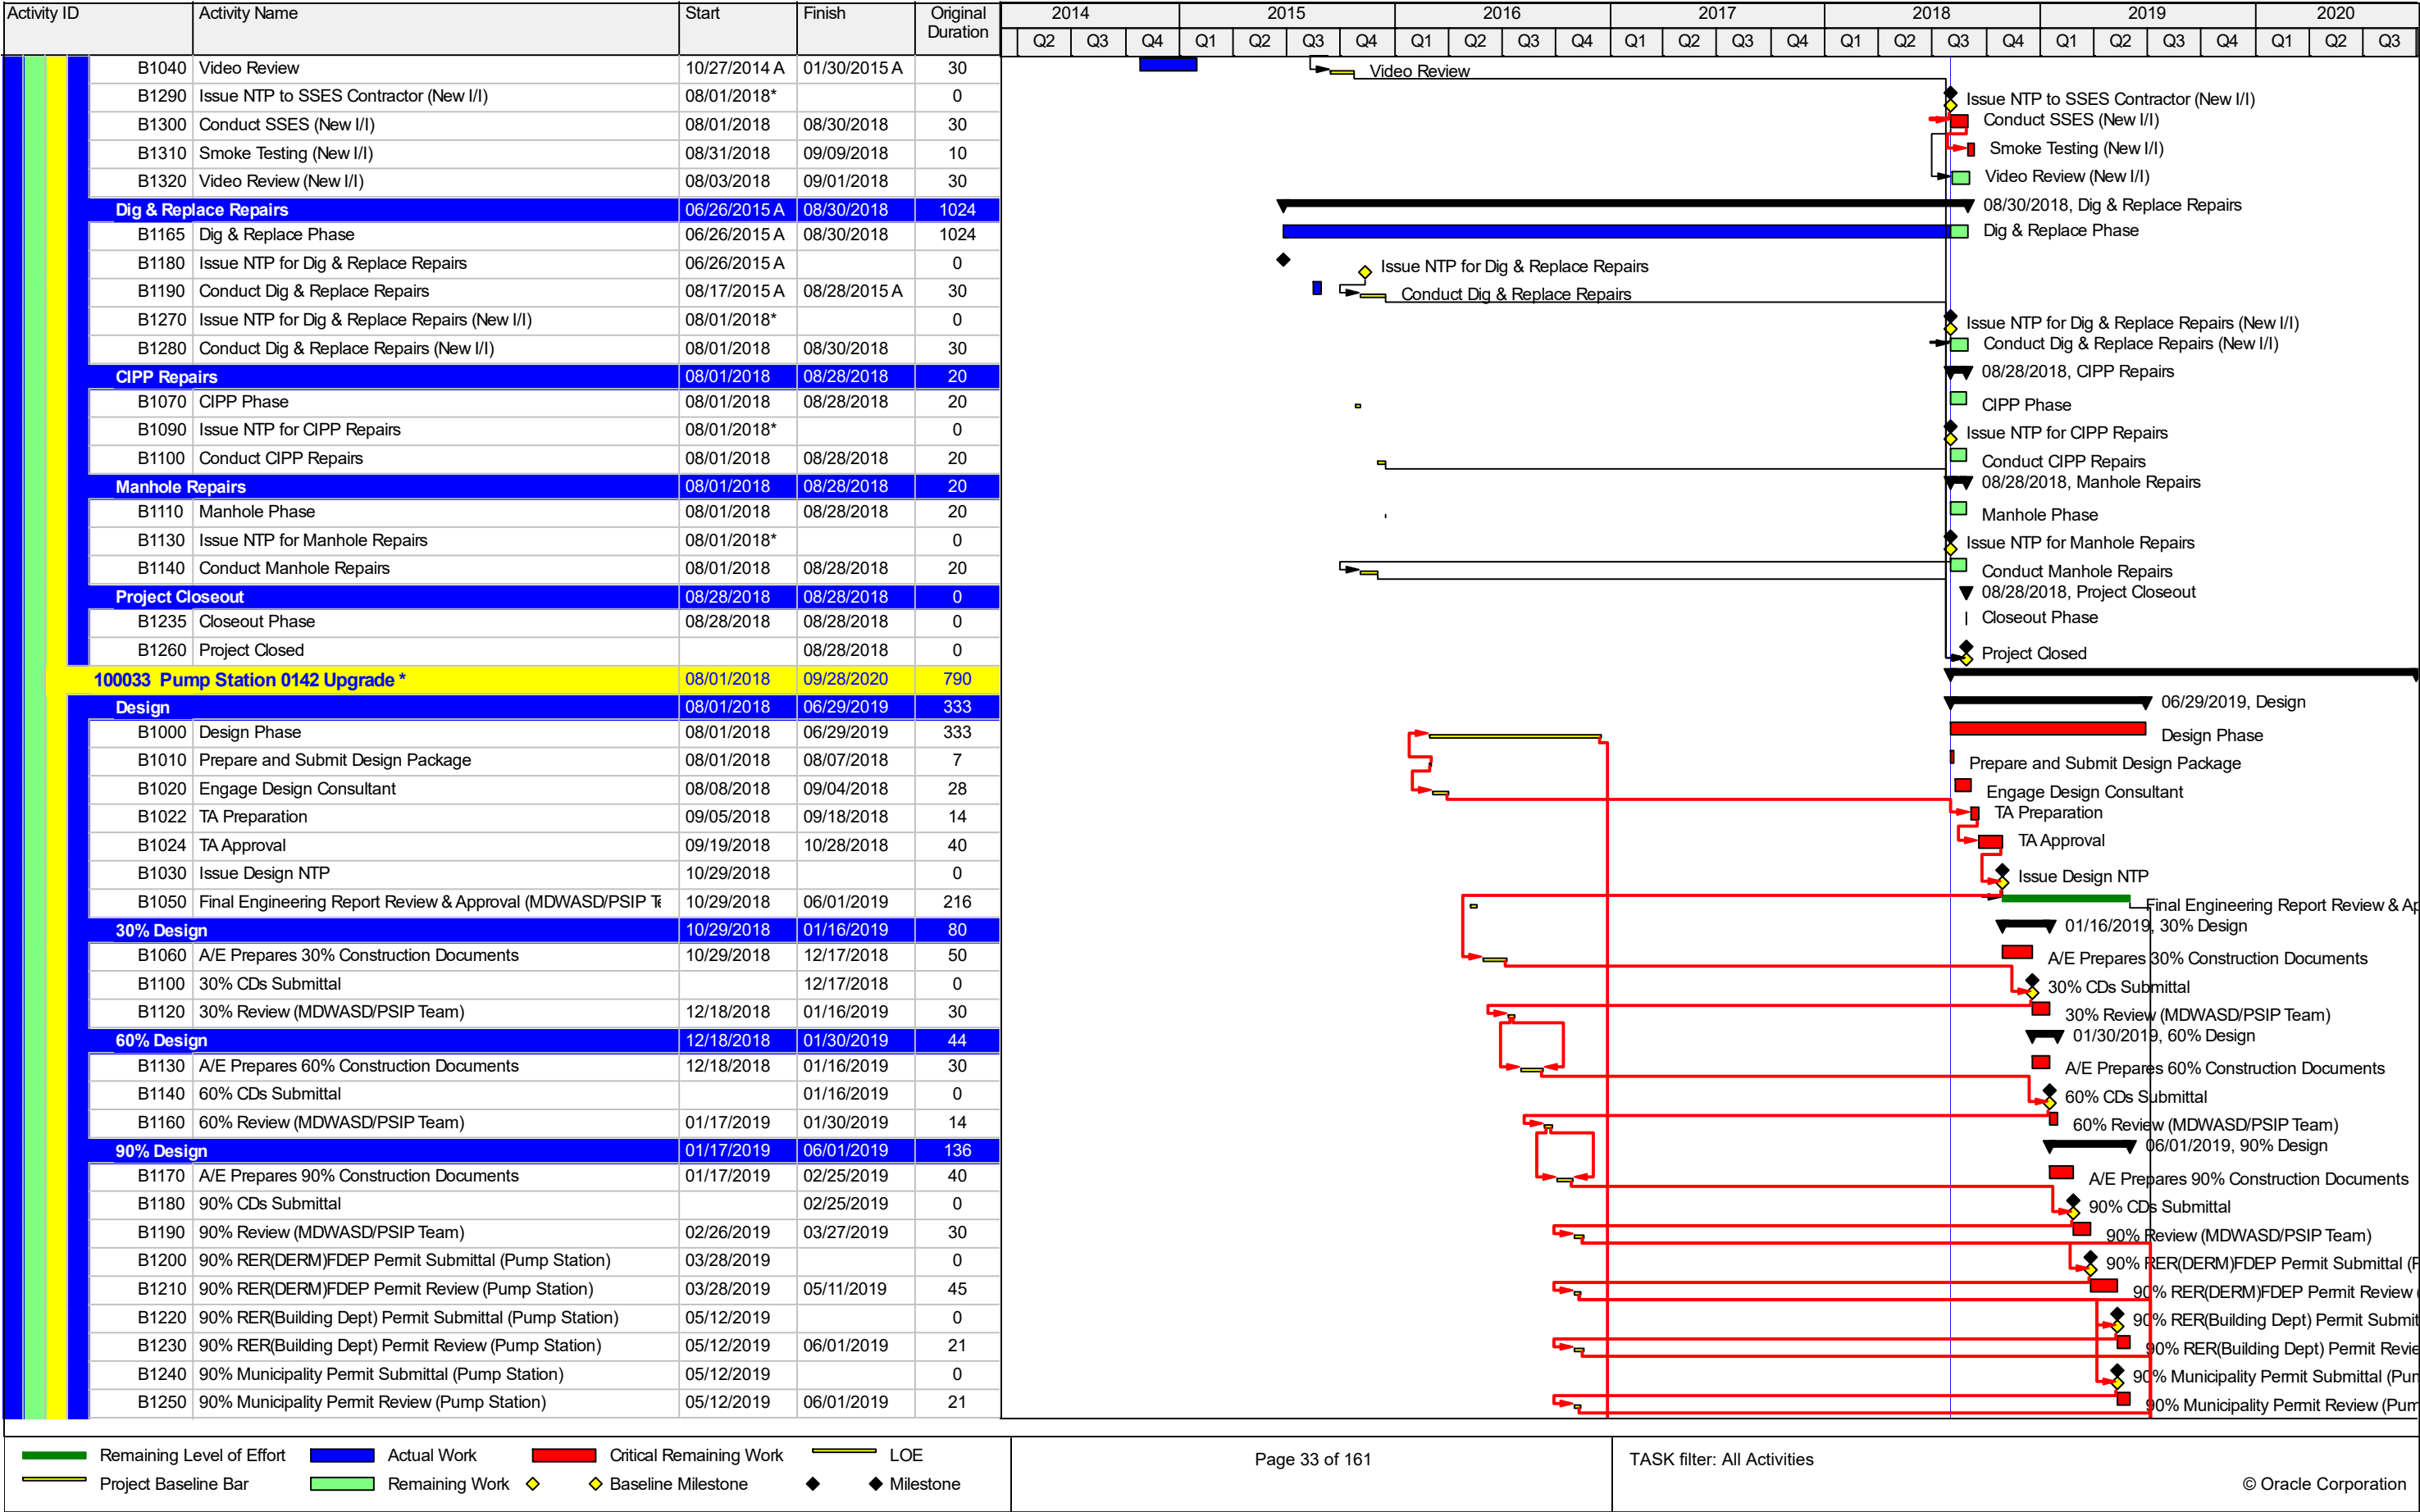 Activity ID Activity Name Start Finish Original Duration 2014 2015 2016 2017 2018 2019 2020
Q2 Q3 Q4 Q1 Q2 Q3 Q4 Q1 Q2 Q3 Q4 Q1 Q2 Q3 Q4 Q1 Q2 Q3 Q4 Q1 Q2 Q3 Q4 Q1 Q2 Q3
B1040 Video Review 10/27/2014 A 01/30/2015 A 30 Video Review
B1290 Issue NTP to SSES Contractor (New I/I) 08/01/2018* 0 Issue NTP to SSES Contractor (New I/I)
B1300 Conduct SSES (New I/I) 08/01/2018 08/30/2018 30 Conduct SSES (New I/I)
B1310 Smoke Testing (New I/I) 08/31/2018 09/09/2018 10 Smoke Testing (New I/I)
B1320 Video Review (New I/I) 08/03/2018 09/01/2018 30 Video Review (New I/I)
Dig & Replace Repairs 06/26/2015 A 08/30/2018 1024 08/30/2018, Dig & Replace Repairs
B1165 Dig & Replace Phase 06/26/2015 A 08/30/2018 1024 Dig & Replace Phase
B1180 Issue NTP for Dig & Replace Repairs 06/26/2015 A 0 Issue NTP for Dig & Replace Repairs
B1190 Conduct Dig & Replace Repairs 08/17/2015 A 08/28/2015 A 30 Conduct Dig & Replace Repairs
B1270 Issue NTP for Dig & Replace Repairs (New I/I) 08/01/2018* 0 Issue NTP for Dig & Replace Repairs (New I/I)
B1280 Conduct Dig & Replace Repairs (New I/I) 08/01/2018 08/30/2018 30 Conduct Dig & Replace Repairs (New I/I)
CIPP Repairs 08/01/2018 08/28/2018 20 08/28/2018, CIPP Repairs
B1070 CIPP Phase 08/01/2018 08/28/2018 20 CIPP Phase
B1090 Issue NTP for CIPP Repairs 08/01/2018* 0 Issue NTP for CIPP Repairs
B1100 Conduct CIPP Repairs 08/01/2018 08/28/2018 20 Conduct CIPP Repairs
Manhole Repairs 08/01/2018 08/28/2018 20 08/28/2018, Manhole Repairs
B1110 Manhole Phase 08/01/2018 08/28/2018 20 Manhole Phase
B1130 Issue NTP for Manhole Repairs 08/01/2018* 0 Issue NTP for Manhole Repairs
B1140 Conduct Manhole Repairs 08/01/2018 08/28/2018 20 Conduct Manhole Repairs
Project Closeout 08/28/2018 08/28/2018 0 08/28/2018, Project Closeout
B1235 Closeout Phase 08/28/2018 08/28/2018 0 Closeout Phase
B1260 Project Closed 08/28/2018 0 Project Closed
100033 Pump Station 0142 Upgrade * 08/01/2018 09/28/2020 790
Design 08/01/2018 06/29/2019 333 06/29/2019, Design
B1000 Design Phase 08/01/2018 06/29/2019 333 Design Phase
B1010 Prepare and Submit Design Package 08/01/2018 08/07/2018 7 Prepare and Submit Design Package
B1020 Engage Design Consultant 08/08/2018 09/04/2018 28 Engage Design Consultant
B1022 TA Preparation 09/05/2018 09/18/2018 14 TA Preparation
B1024 TA Approval 09/19/2018 10/28/2018 40 TA Approval
B1030 Issue Design NTP 10/29/2018 0 Issue Design NTP
B1050 Final Engineering Report Review & Approval (MDWASD/PSIP 10/29/2018 06/01/2019 216 Final Engineering Report Review &
30% Design 10/29/2018 01/16/2019 80 01/16/2019, 30% Design
B1060 A/E Prepares 30% Construction Documents 10/29/2018 12/17/2018 50 A/E Prepares 30% Construction Documents
B1100 30% CDs Submittal 12/17/2018 0 30% CDs Submittal
B1120 30% Review (MDWASD/PSIP Team) 12/18/2018 01/16/2019 30 30% Review (MDWASD/PSIP Team)
60% Design 12/18/2018 01/30/2019 44 01/30/2019, 60% Design
B1130 A/E Prepares 60% Construction Documents 12/18/2018 01/16/2019 30 A/E Prepares 60% Construction Documents
B1140 60% CDs Submittal 01/16/2019 0 60% CDs Submittal
B1160 60% Review (MDWASD/PSIP Team) 01/17/2019 01/30/2019 14 60% Review (MDWASD/PSIP Team)
90% Design 01/17/2019 06/01/2019 136 06/01/2019, 90% Design
B1170 A/E Prepares 90% Construction Documents 01/17/2019 02/25/2019 40 A/E Prepares 90% Construction Documents
B1180 90% CDs Submittal 02/25/2019 0 90% CDs Submittal
B1190 90% Review (MDWASD/PSIP Team) 02/26/2019 03/27/2019 30 90% Review (MDWASD/PSIP Team)
B1200 90% RER(DERM)FDEP Permit Submittal (Pump Station) 03/28/2019 0 90% RER(DERM)FDEP Permit Submittal
B1210 90% RER(DERM)FDEP Permit Review (Pump Station) 03/28/2019 05/11/2019 45 90% RER(DERM)FDEP Permit Review
B1220 90% RER(Building Dept) Permit Submittal (Pump Station) 05/12/2019 0 90% RER(Building Dept) Permit
B1230 90% RER(Building Dept) Permit Review (Pump Station) 05/12/2019 06/01/2019 21 90% RER(Building Dept) Permit
B1240 90% Municipality Permit Submittal (Pump Station) 05/12/2019 0 90% Municipality Permit Submittal
B1250 90% Municipality Permit Review (Pump Station) 05/12/2019 06/01/2019 21 90% Municipality Permit Review
Remaining Level of Effort Actual Work Critical Remaining Work LOE
Project Baseline Bar Remaining Work Baseline Milestone Milestone
Page 33 of 161
TASK filter: All Activities
© Oracle Corporation